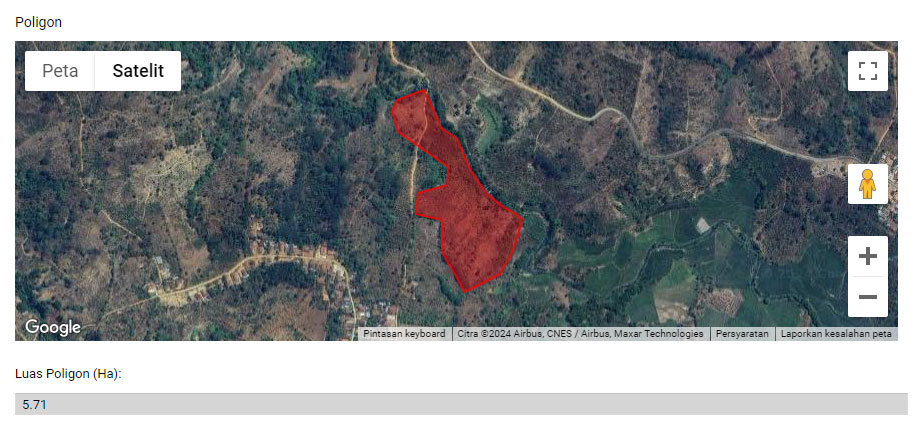 Poligon
Peta Satelit
Google
Pintasan keyboard Citra ©2024 Airbus, CNES / Airbus, Maxar Technologies Persyaratan Laporkan kesalahan peta
Luas Poligon (Ha):
5.71